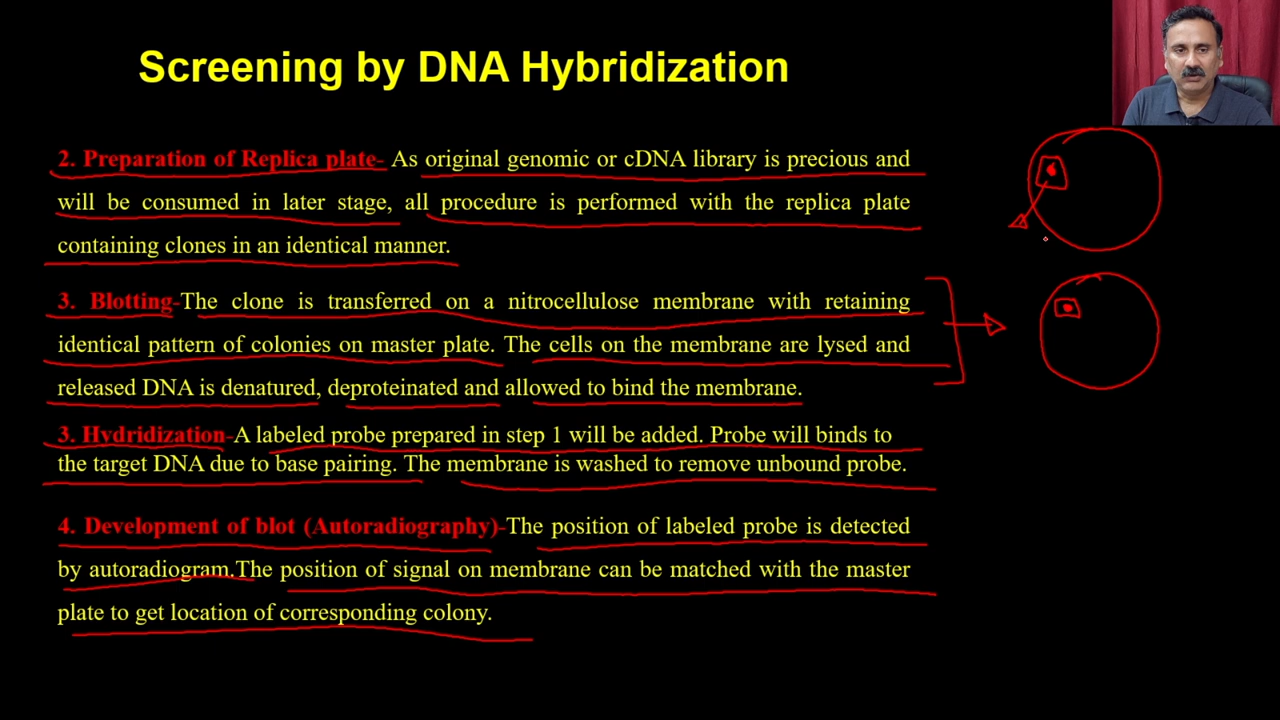 Screening by DNA Hybridization
2. Preparation of Replica plate- As original genomic or cDNA library is precious and
will be consumed in later stage, all procedure is performed with the replica plate
containing clones in an identical manner.
3. Blotting-The clone is transferred on a nitrocellulose membrane with retaining
identical pattern of colonies on master plate. The cells on the membrane are lysed and
released DNA is denatured, deproteinated and allowed to bind the membrane.
3. Hydridization-A labeled probe prepared in step 1 will be added. Probe will binds to
the target DNA due to base pairing. The membrane is washed to remove unbound probe.
4. Development of blot (Autoradiography)-The position of labeled probe is detected
by autoradiogram.The position of signal on membrane can be matched with the master
plate to get location of corresponding colony.